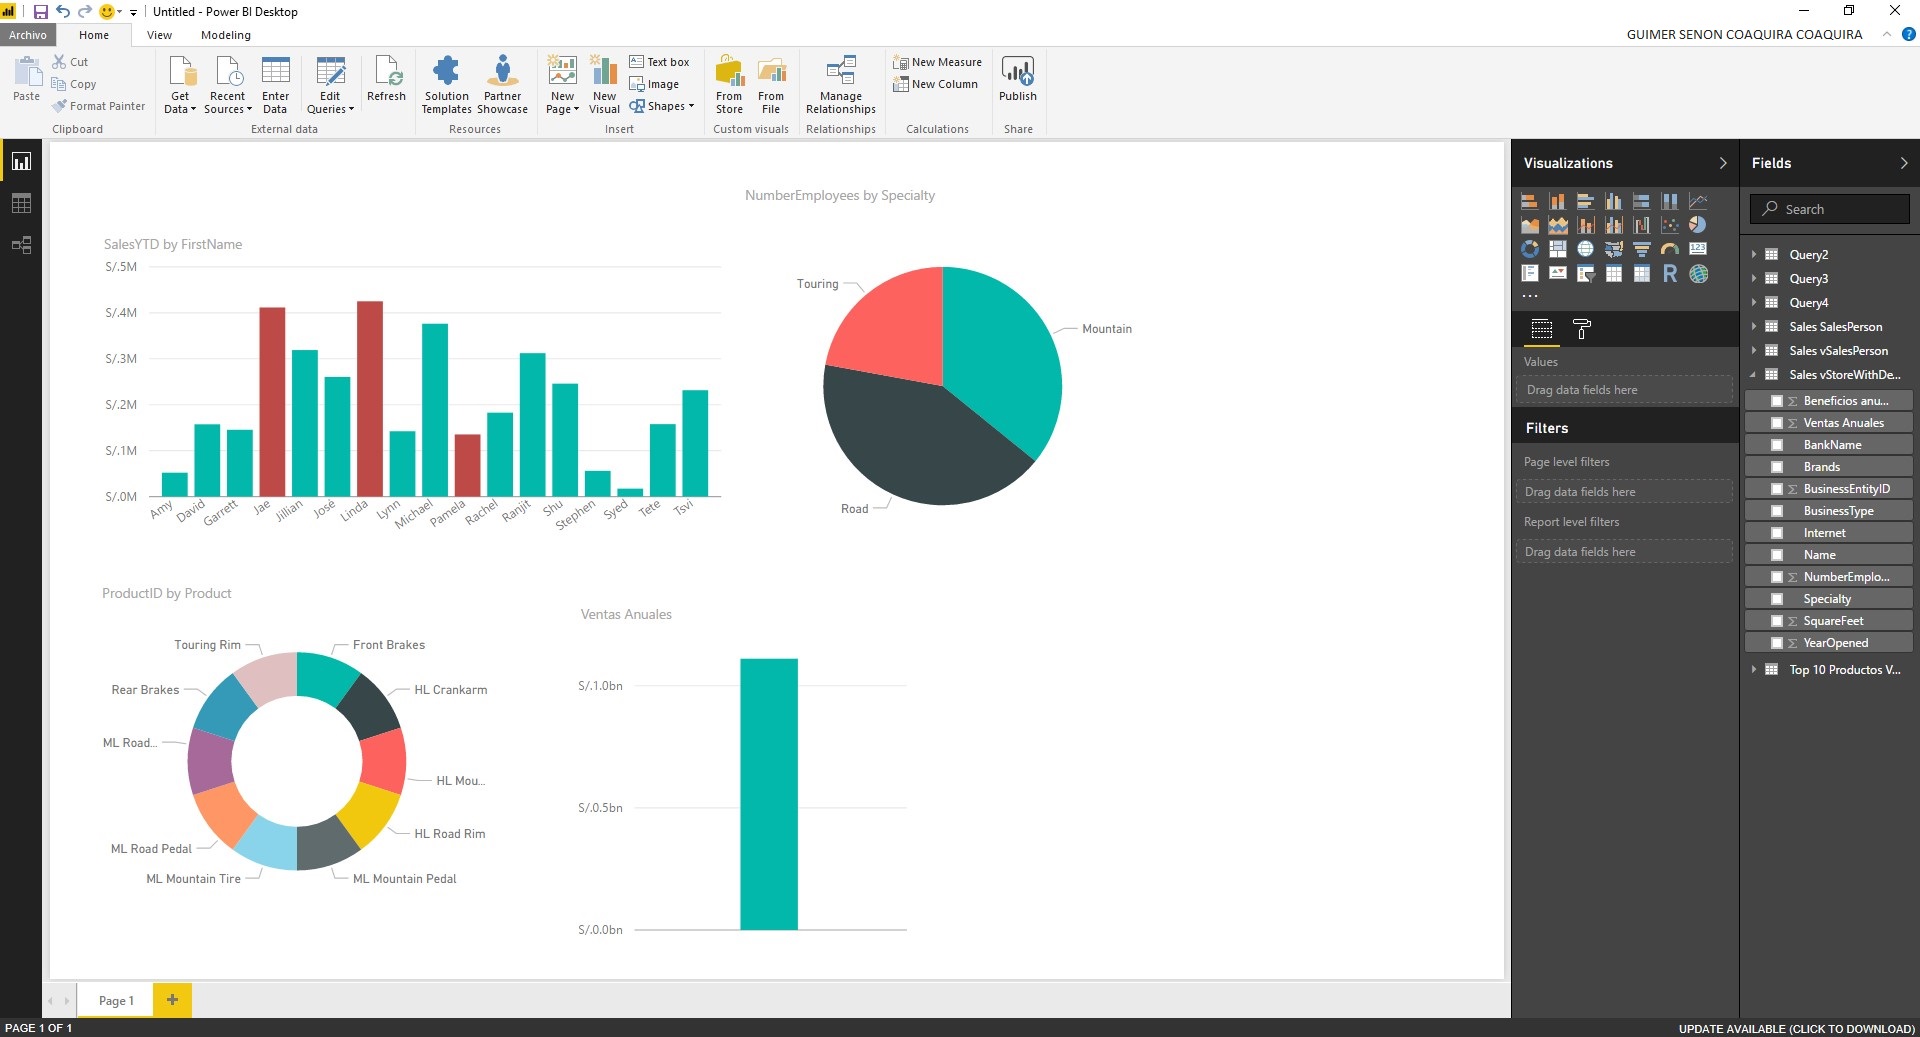 Untitled - Power BI Desktop
Archivo
Home
View
Modeling
GUIMER SENON COAQUIRA COAQUIRA
?
Paste
Cut
Copy
Format Painter
Clipboard
Get Data
Recent Sources
Enter Data
Edit Queries
Refresh
External data
Solution Templates
Partner Showcase
Resources
New Page
New Visual
Text box
Image
Shapes
Insert
From Store
From File
Custom visuals
Manage Relationships
Relationships
New Measure
New Column
Calculations
Publish
Share
SalesYTD by FirstName
S/.5M
S/.4M
S/.3M
S/.2M
S/.1M
S/.0M
Amy
David
Garrett
Jae
Jillian
José
Linda
Lynn
Michael
Pamela
Rachel
Ranjit
Shu
Stephen
Syed
Tete
Tsvi
NumberEmployees by Specialty
Touring
Mountain
Road
ProductID by Product
Touring Rim
Front Brakes
Rear Brakes
HL Crankarm
ML Road...
HL Mou...
HL Road Rim
ML Road Pedal
ML Mountain Tire
ML Mountain Pedal
Ventas Anuales
S/.1.0bn
S/.0.5bn
S/.0.0bn
Visualizations
123
R
...
Values
Drag data fields here
Filters
Page level filters
Drag data fields here
Report level filters
Drag data fields here
Fields
Search
Query2
Query3
Query4
Sales SalesPerson
Sales vSalesPerson
Sales vStoreWithDe...
Σ Beneficios anu...
Σ Ventas Anuales
BankName
Brands
Σ BusinessEntityID
BusinessType
Internet
Name
Σ NumberEmplo...
Specialty
Σ SquareFeet
Σ YearOpened
Top 10 Productos V...
Page 1
+
PAGE 1 OF 1
UPDATE AVAILABLE (CLICK TO DOWNLOAD)